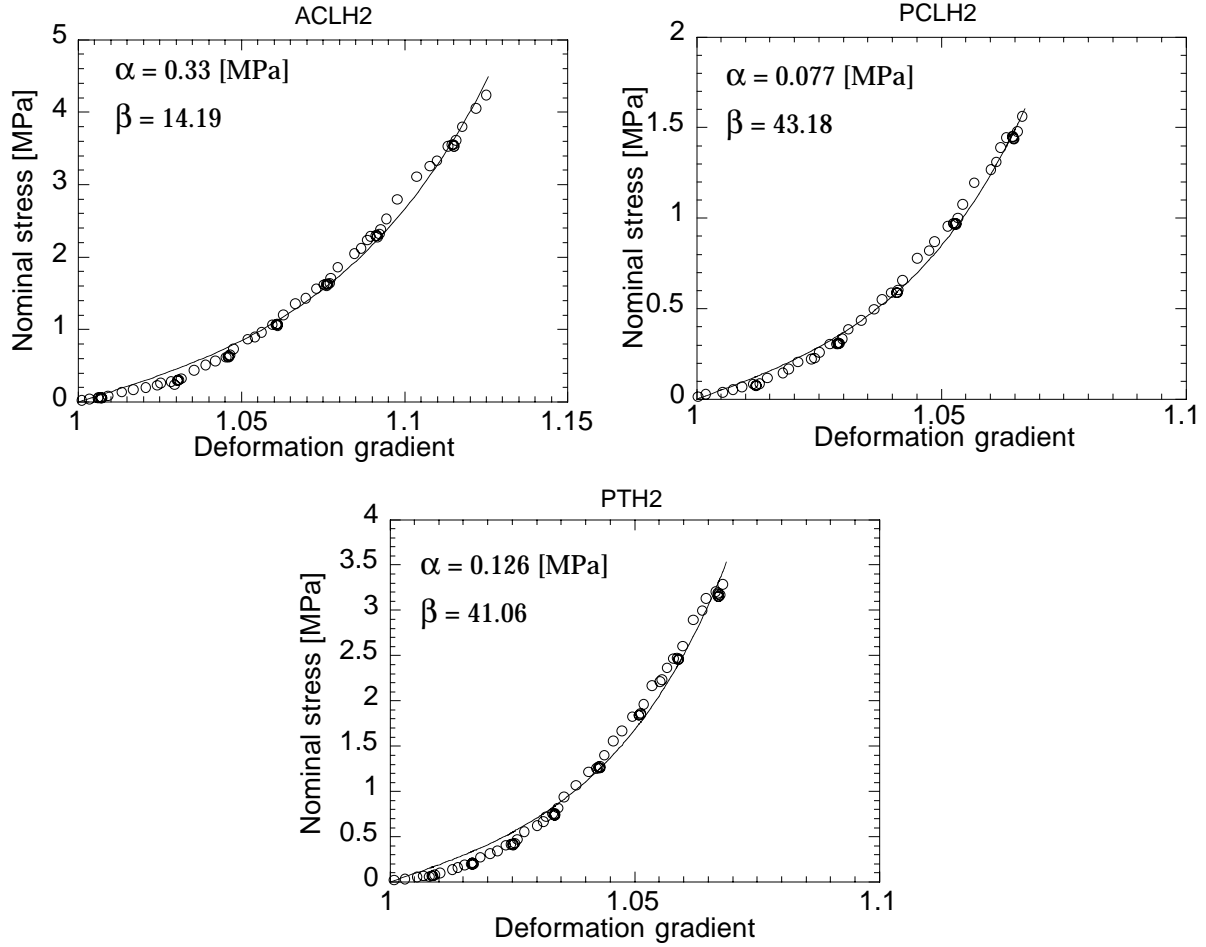 ACLH2
5
4
3
2
1
0
α = 0.33 [MPa]
β = 14.19
Nominal stress [MPa]
1
1.05
1.1
1.15
Deformation gradient
PCLH2
2
1.5
1
0.5
0
α = 0.077 [MPa]
β = 43.18
Nominal stress [MPa]
1
1.05
1.1
Deformation gradient
PTH2
4
3.5
3
2.5
2
1.5
1
0.5
0
α = 0.126 [MPa]
β = 41.06
Nominal stress [MPa]
1
1.05
1.1
Deformation gradient